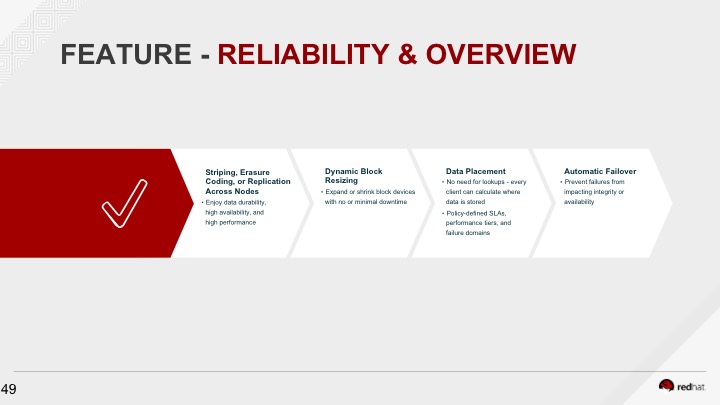 FEATURE - RELIABILITY & OVERVIEW
Striping, Erasure
Coding, or Replication
Across Nodes
• Enjoy data durability,
high availability, and
high performance
Dynamic Block
Resizing
• Expand or shrink block devices
with no or minimal downtime
Data Placement
• No need for lookups - every
client can calculate where
data is stored
• Policy-defined SLAs,
performance tiers, and
failure domains
Automatic Failover
• Prevent failures from
impacting integrity or
availability
49
redhat.